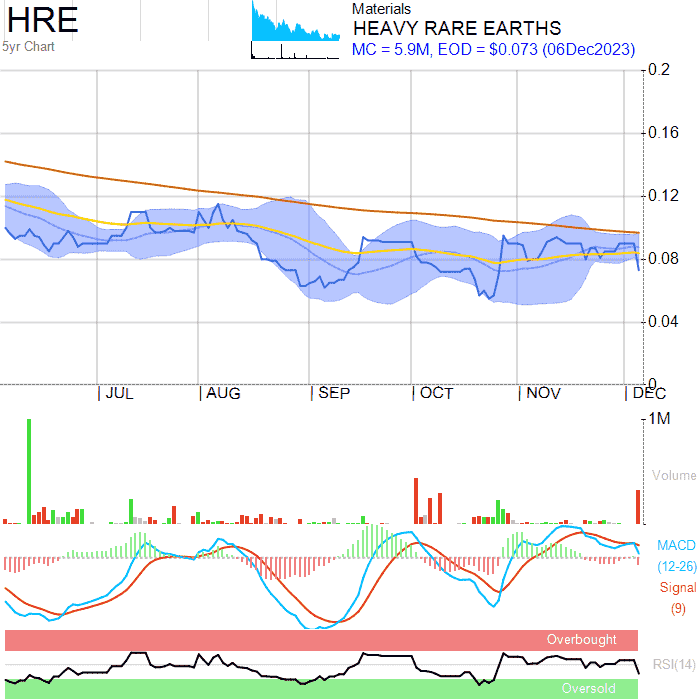 HRE
5yr Chart
Materials
HEAVY RARE EARTHS
MC = 5.9M, EOD = $0.073 (06Dec2023)
0.2
0.16
0.12
0.08
0.04
0
JUL AUG SEP OCT NOV DEC
1M
Volume
MACD
(12-26)
Signal
(9)
Overbought
RSI(14)
Oversold